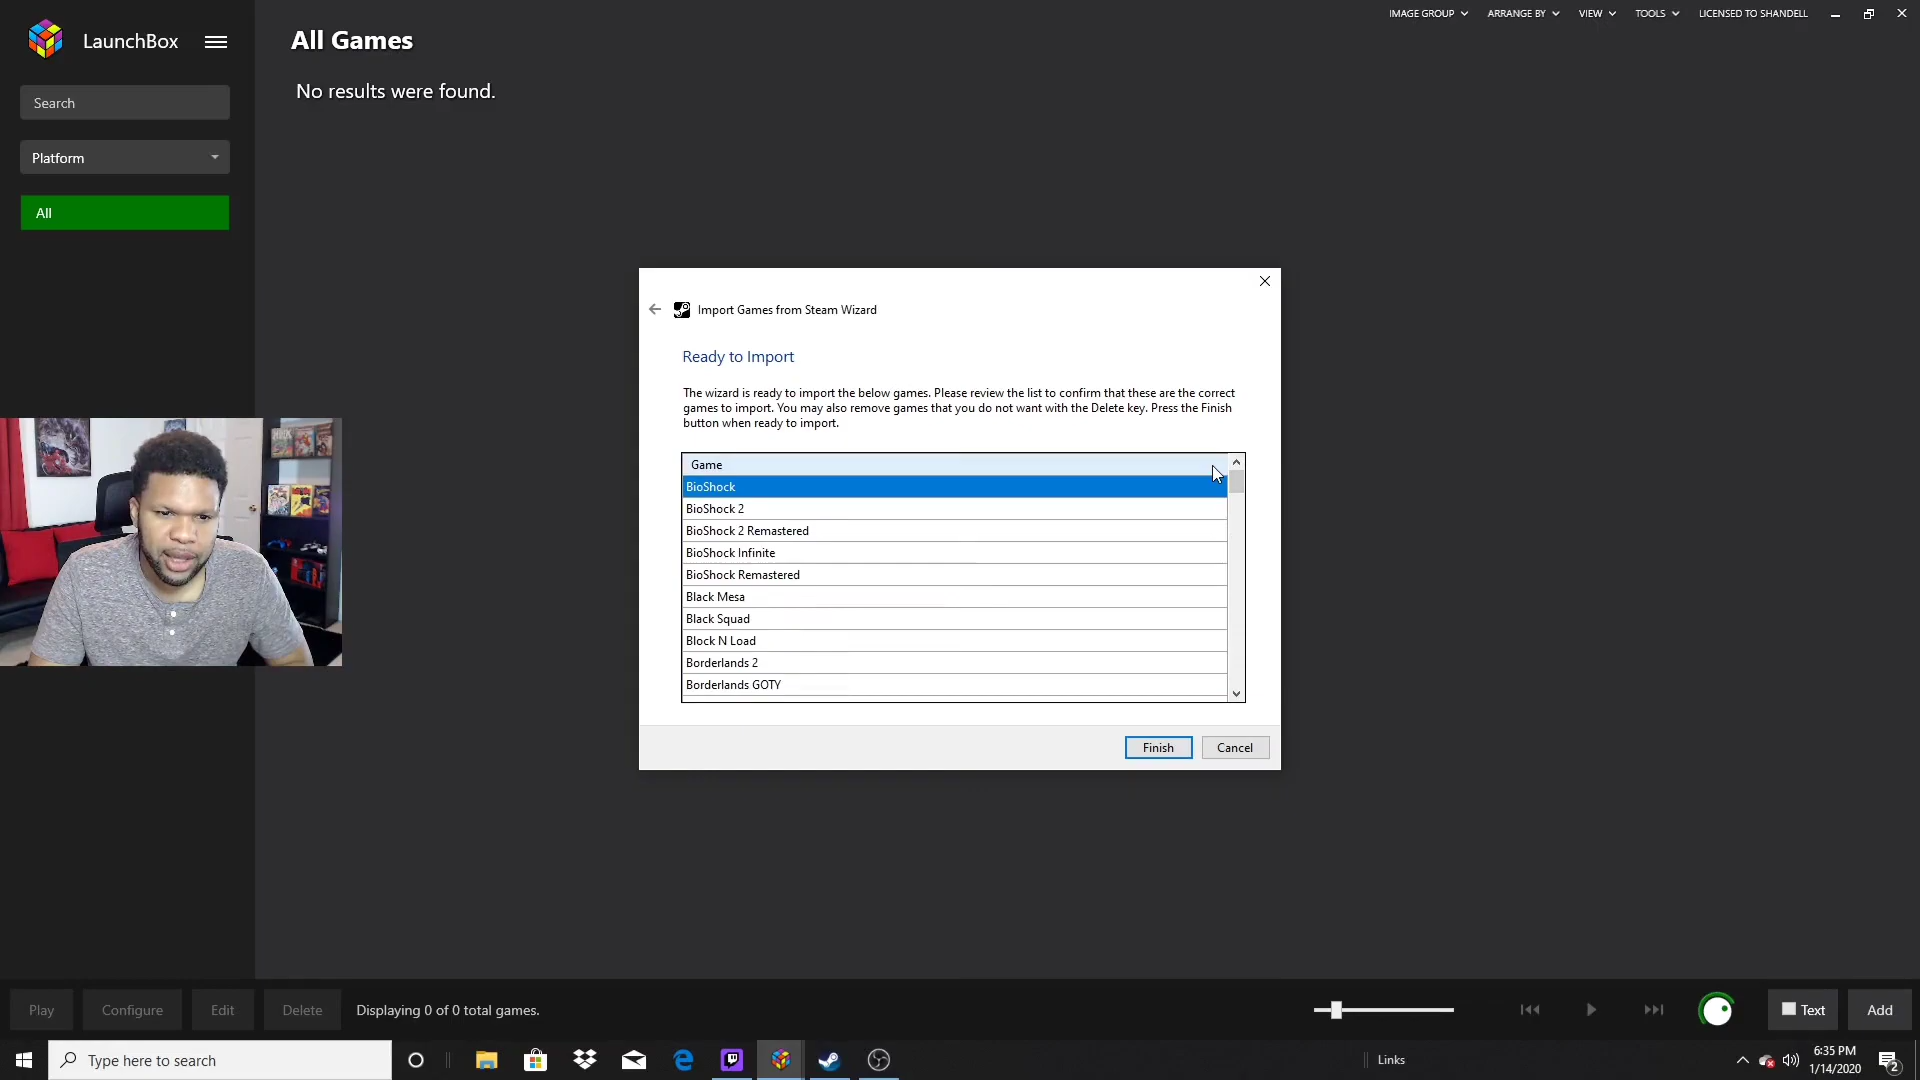 LaunchBox
All Games
IMAGE GROUP
ARRANGE BY
VIEW
TOOLS
LICENSED TO SHANDELL
Search
No results were found.
Platform
All
Import Games from Steam Wizard
Ready to Import
The wizard is ready to import the below games. Please review the list to confirm that these are the correct
games to import. You may also remove games that you do not want with the Delete key. Press the Finish
button when ready to import.
Game
BioShock
BioShock 2
BioShock 2 Remastered
BioShock Infinite
BioShock Remastered
Black Mesa
Black Squad
Block N Load
Borderlands 2
Borderlands GOTY
Finish
Cancel
Play
Configure
Edit
Delete
Displaying 0 of 0 total games.
Text
Add
Type here to search
Links
6:35 PM
1/14/2020
2